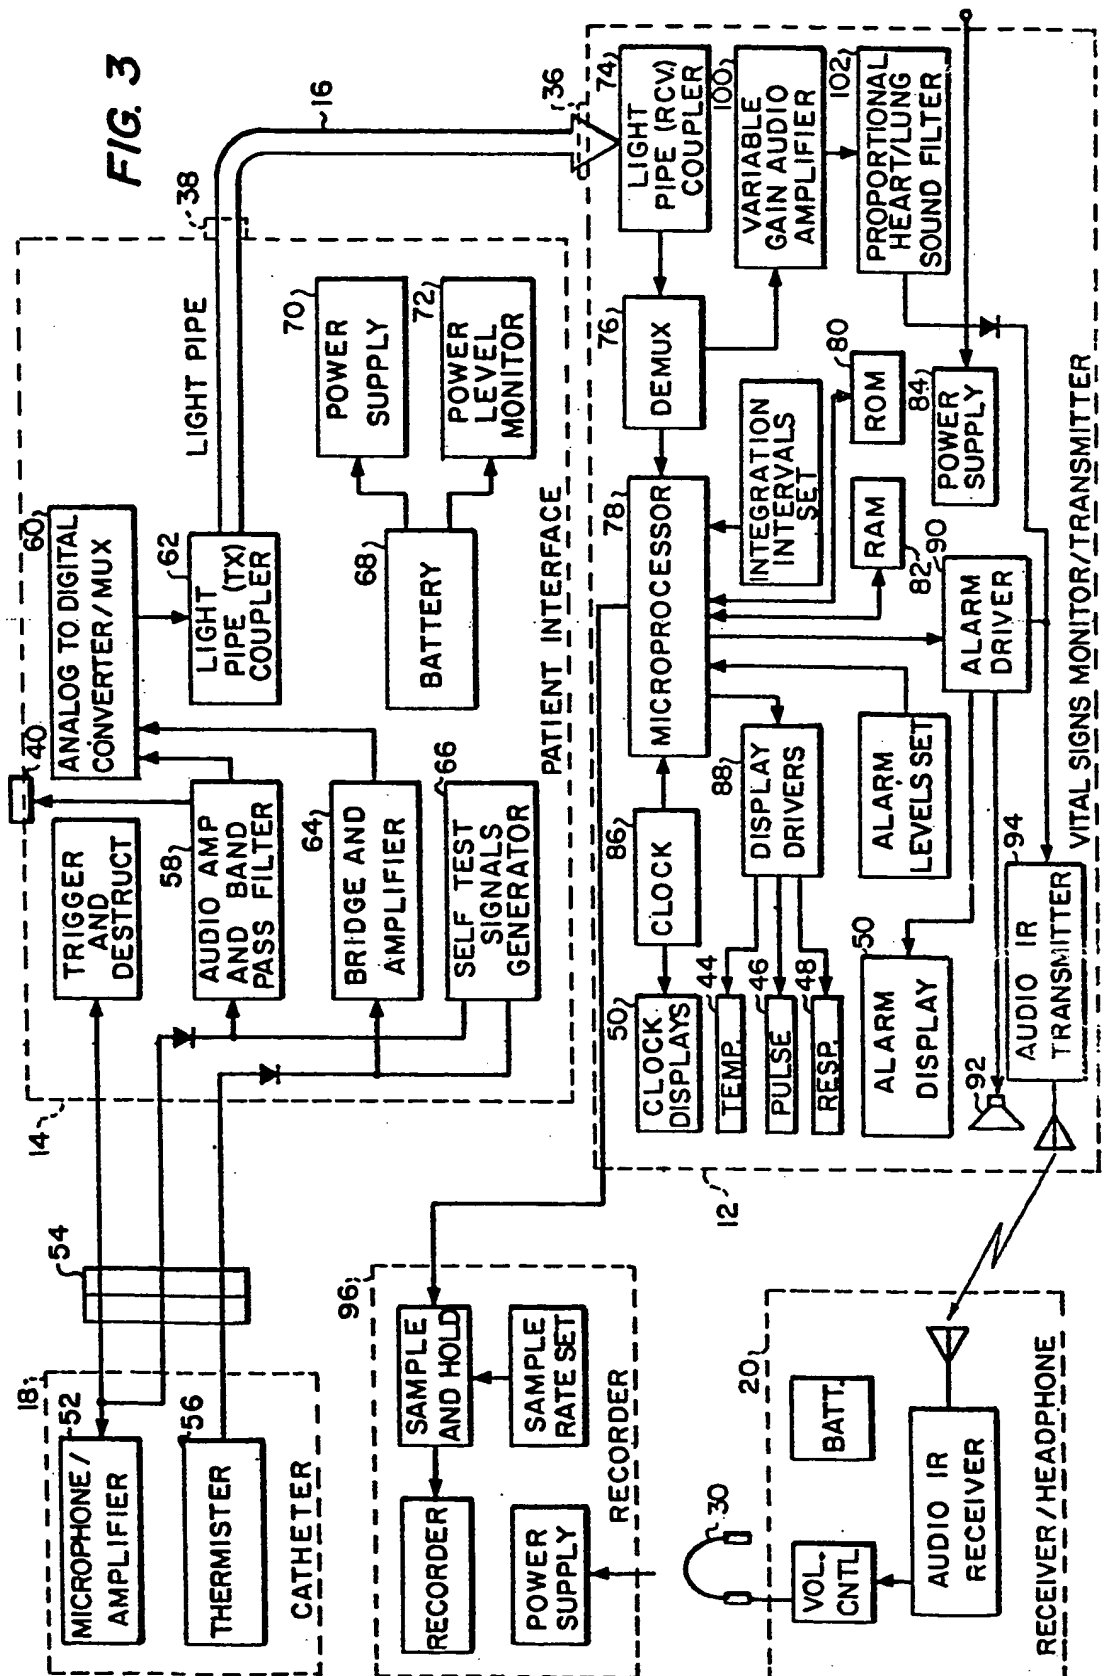 FIG. 3
18
52
MICROPHONE/
AMPLIFIER
56
THERMISTER
CATHETER
54
14
TRIGGER
AND
DESTRUCT
40
58
AUDIO AMP
AND BAND
PASS FILTER
64
BRIDGE AND
AMPLIFIER
66
SELF TEST
SIGNALS
GENERATOR
60
ANALOG TO DIGITAL
CONVERTER/MUX
62
LIGHT
PIPE (TX)
COUPLER
68
BATTERY
70
POWER
SUPPLY
72
POWER
LEVEL
MONITOR
PATIENT INTERFACE
LIGHT PIPE
38
16
36
74
LIGHT
PIPE (RCV.)
COUPLER
100
VARIABLE
GAIN AUDIO
AMPLIFIER
102
PROPORTIONAL
HEART/LUNG
SOUND FILTER
76
DEMUX
78
MICROPROCESSOR
INTEGRATION
INTERVALS
SET
80
ROM
82
RAM
84
POWER
SUPPLY
86
CLOCK
50
CLOCK
DISPLAYS
88
DISPLAY
DRIVERS
44
TEMP.
46
PULSE
48
RESP.
90
ALARM
DRIVER
ALARM
LEVELS SET
50
ALARM
DISPLAY
92
94
AUDIO IR
TRANSMITTER
VITAL SIGNS MONITOR/TRANSMITTER
12
96
SAMPLE
AND HOLD
SAMPLE
RATE SET
RECORDER
POWER
SUPPLY
RECORDER
20
30
BATT.
VOL.
CNTL.
AUDIO IR
RECEIVER
RECEIVER/HEADPHONE